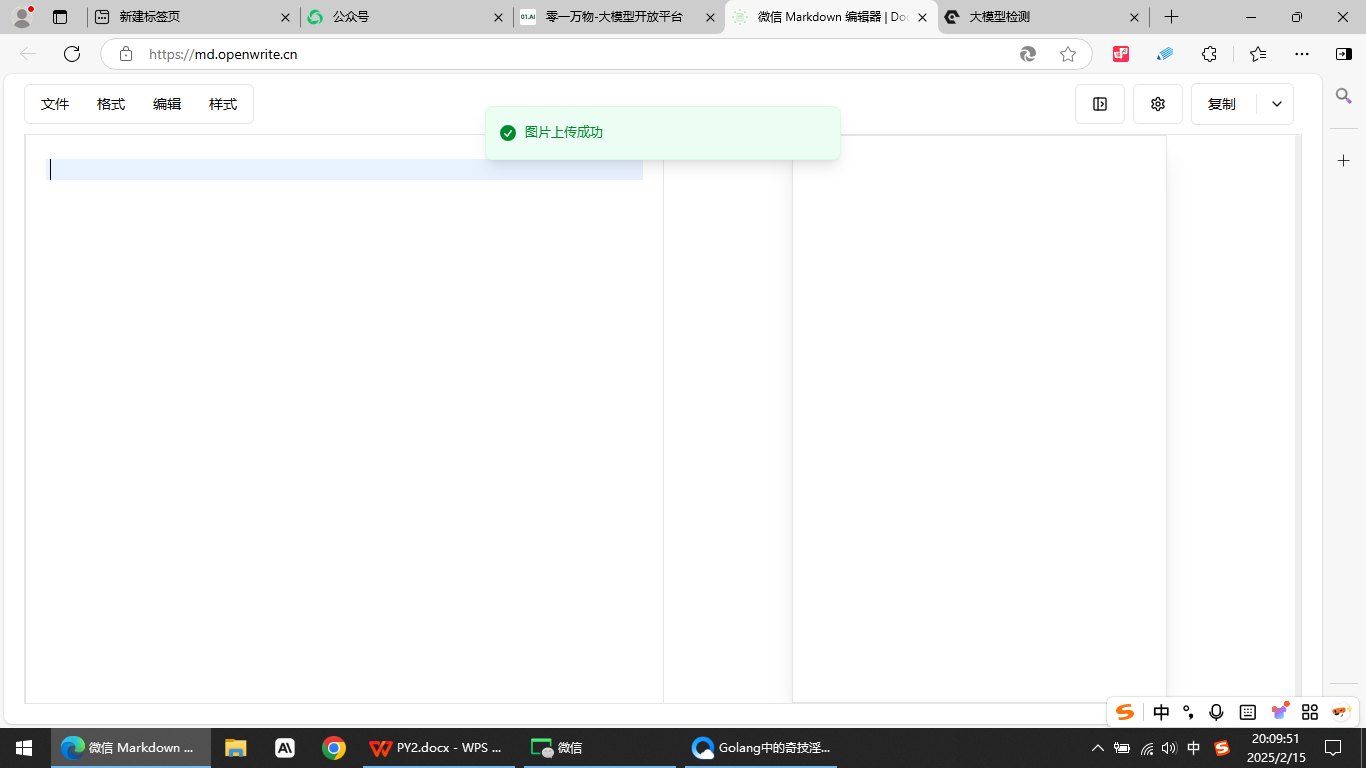 新建标签页
公众号
01.AI 零一万物-大模型开放平台
微信 Markdown 编辑器 | Doc
大模型检测
https://md.openwrite.cn
文件 格式 编辑 样式
复制
图片上传成功
中
微信 Markdown ...
PY2.docx - WPS ...
微信
Golang中的奇技淫...
中
20:09:51
2025/2/15